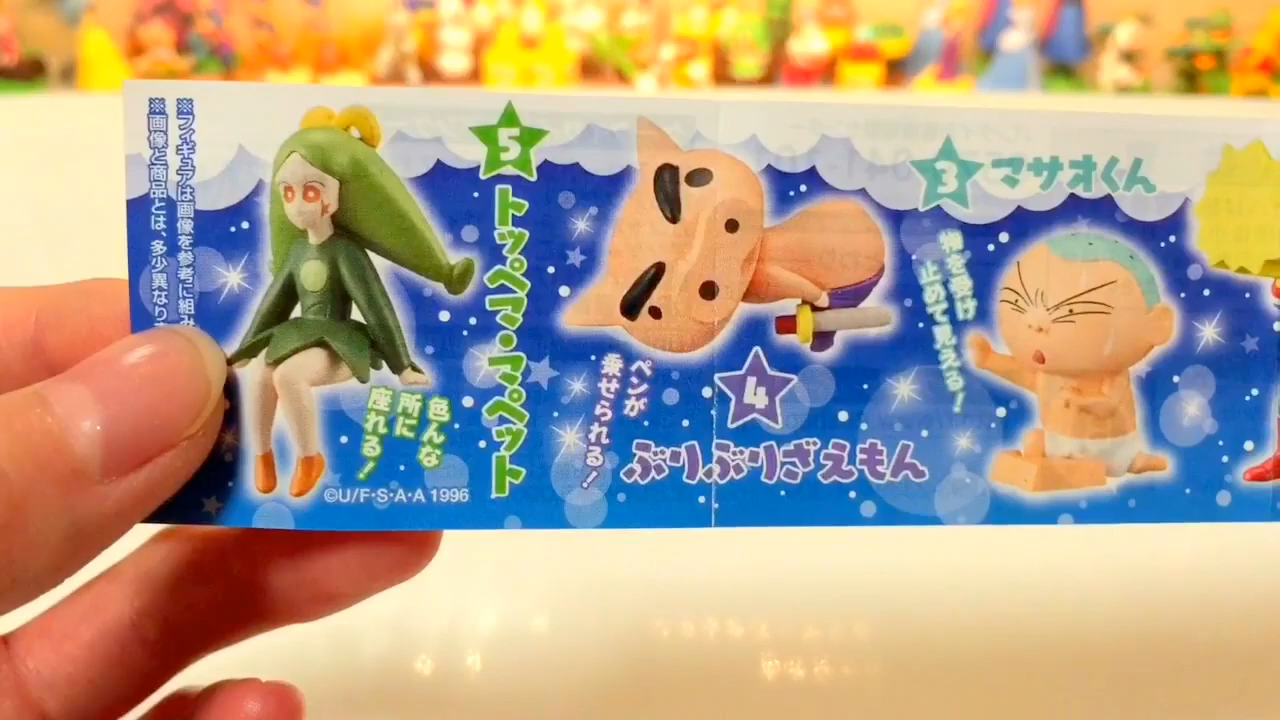 ※フィギュアは画像を参考に組み
※画像と商品とは、多少異なりま
5
トッペマ・マペット
色んな
所に
座れる!
©U/F・S・A・A 1996
ペンが
乗せられる!
4
ぶりぶりざえもん
3 マサオくん
物を受け
止めて見える!